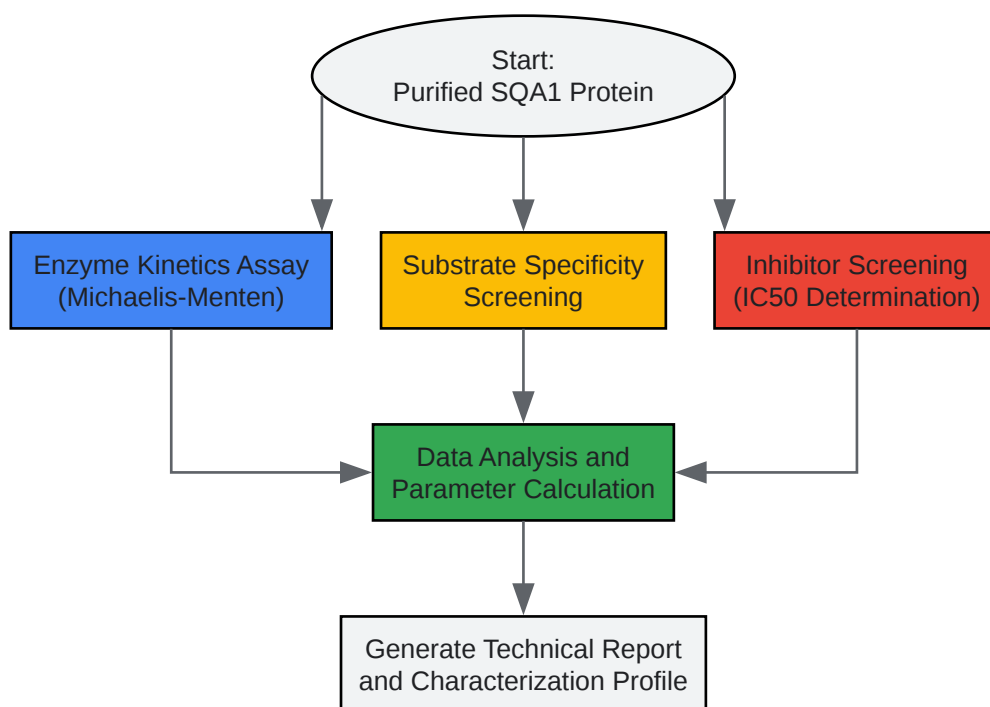 Start:
Purified SQA1 Protein
Enzyme Kinetics Assay
(Michaelis-Menten)
Substrate Specificity
Screening
Inhibitor Screening
(IC50 Determination)
Data Analysis and
Parameter Calculation
Generate Technical Report
and Characterization Profile